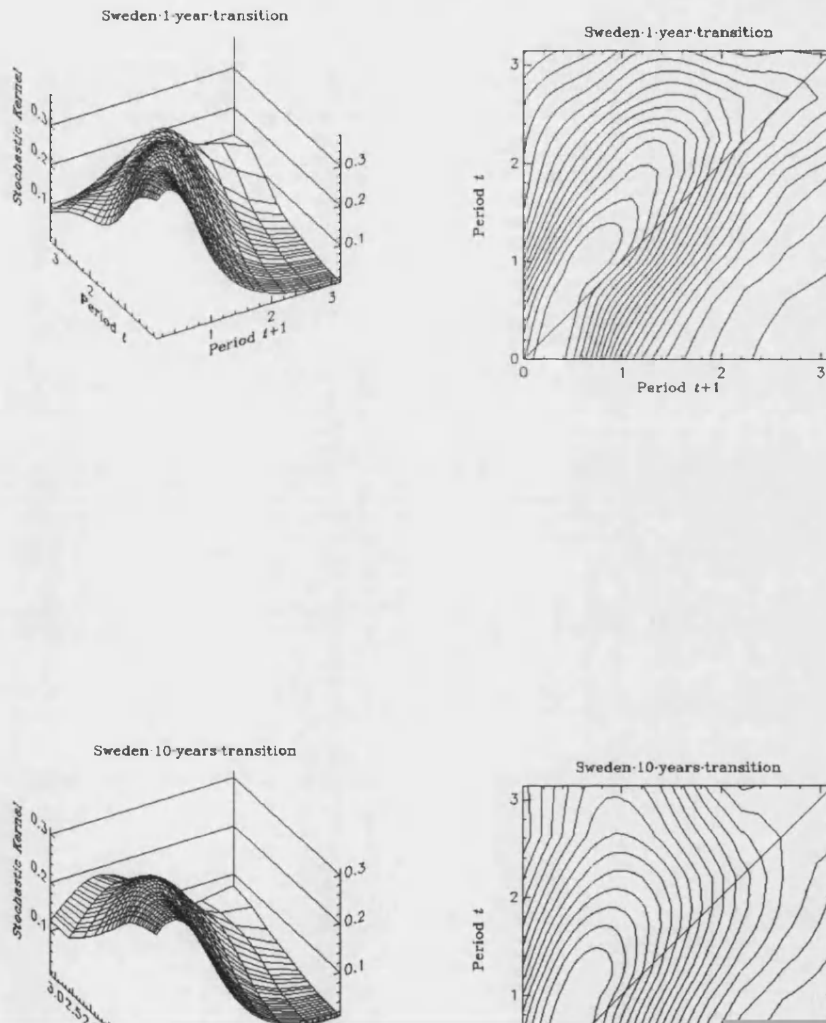 Sweden·1·year·transition
Stochastic Kernel
0.3
0.2
0.1
0.3
0.2
0.1
3
2
1
2
3
Period t
Period t+1
Sweden·1·year·transition
3
2
1
0
Period t
0
1
2
3
Period t+1
Sweden·10·years·transition
Stochastic Kernel
0.3
0.2
0.1
0.3
0.2
0.1
Sweden·10·years·transition
3
2
1
Period t